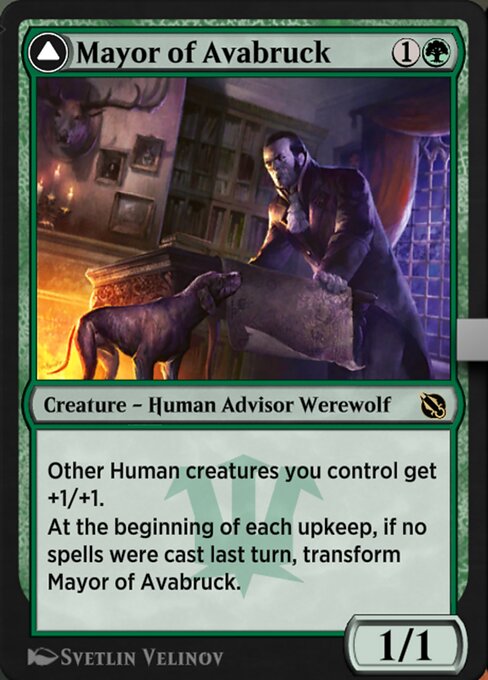 Mayor of Avabruck 1
Creature – Human Advisor Werewolf
Other Human creatures you control get
+1/+1.
At the beginning of each upkeep, if no
spells were cast last turn, transform
Mayor of Avabruck.
1/1
Svetlin Velinov